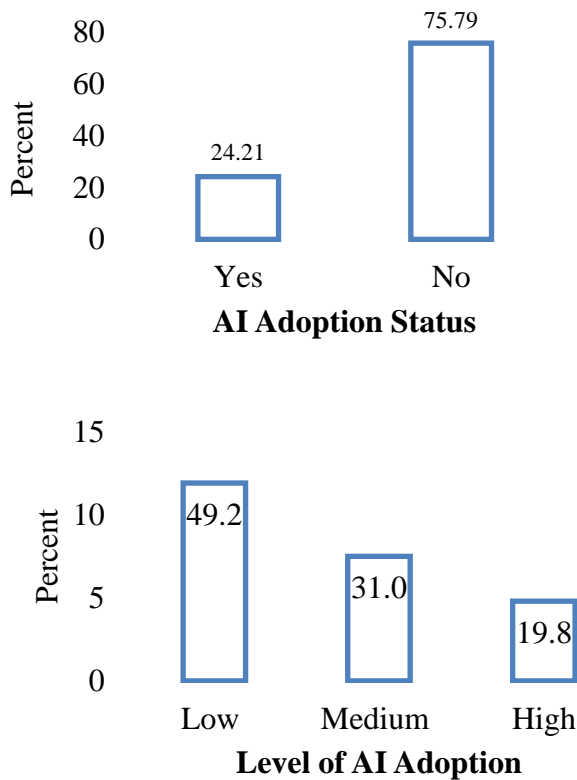 80
60
40
20
0
Percent
75.79
24.21
Yes No
AI Adoption Status
15
10
5
0
Percent
49.2
31.0
19.8
Low Medium High
Level of AI Adoption